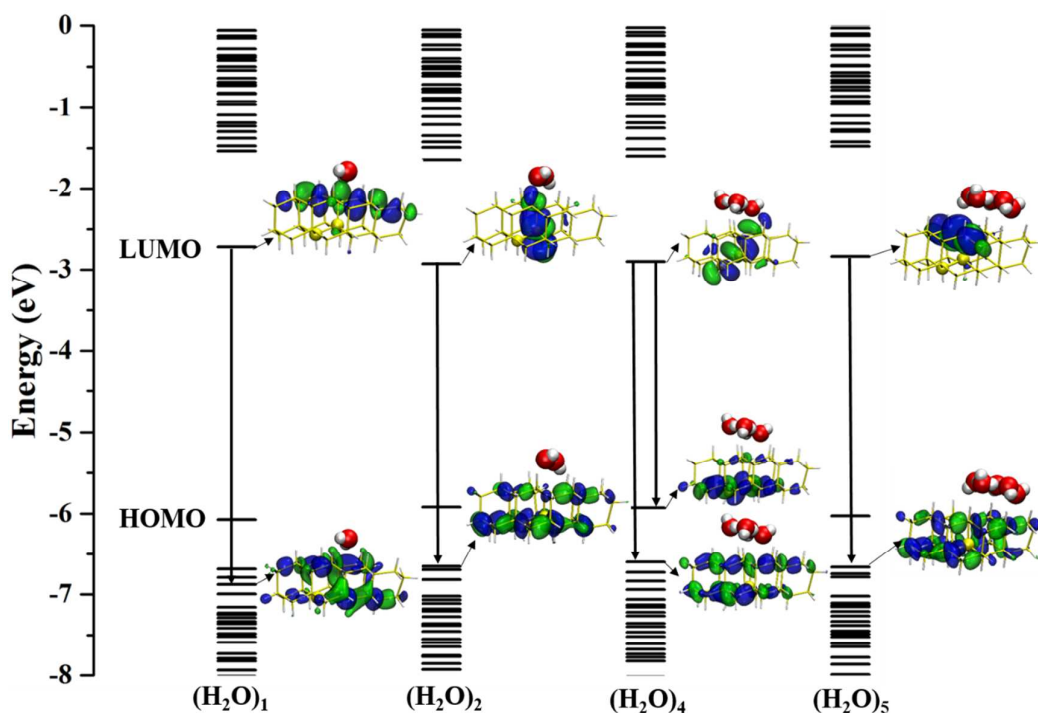 0
-1
-2
LUMO
-3
-4
-5
HOMO
-6
-7
-8
Energy (eV)
(H₂O)₁ (H₂O)₂ (H₂O)₄ (H₂O)₅